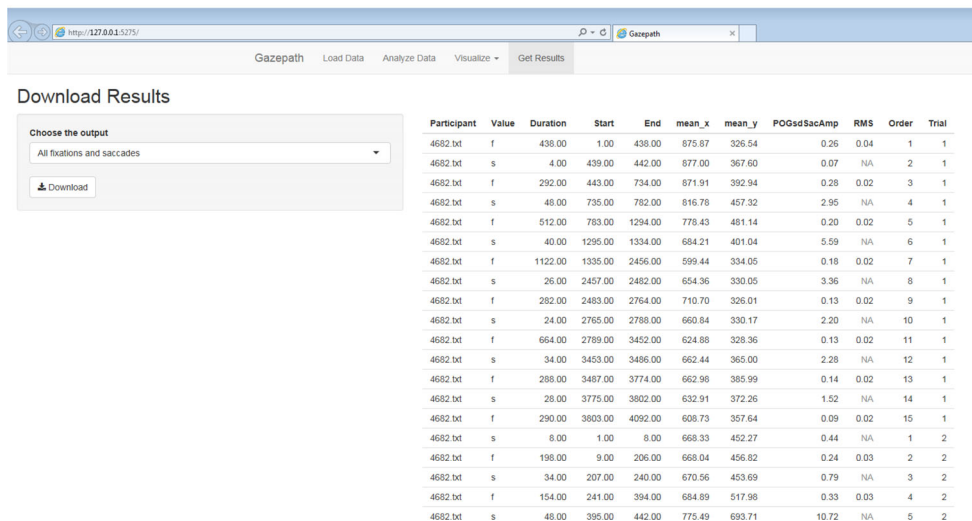 http://127.0.0.1:5275/
Gazepath
Gazepath Load Data Analyze Data Visualize Get Results
Download Results
Choose the output
All fixations and saccades
Download
Participant Value Duration Start End mean_x mean_y POGsdSacAmp RMS Order Trial
4682.txt f 438.00 1.00 438.00 875.87 326.54 0.26 0.04 1 1
4682.txt s 4.00 439.00 442.00 877.00 367.60 0.07 NA 2 1
4682.txt f 292.00 443.00 734.00 871.91 392.94 0.28 0.02 3 1
4682.txt s 48.00 735.00 782.00 816.78 457.32 2.95 NA 4 1
4682.txt f 512.00 783.00 1294.00 778.43 481.14 0.20 0.02 5 1
4682.txt s 40.00 1295.00 1334.00 684.21 401.04 5.59 NA 6 1
4682.txt f 1122.00 1335.00 2456.00 599.44 334.05 0.18 0.02 7 1
4682.txt s 26.00 2457.00 2482.00 654.36 330.05 3.36 NA 8 1
4682.txt f 282.00 2483.00 2764.00 710.70 326.01 0.13 0.02 9 1
4682.txt s 24.00 2765.00 2788.00 660.84 330.17 2.20 NA 10 1
4682.txt f 664.00 2789.00 3452.00 624.88 328.36 0.13 0.02 11 1
4682.txt s 34.00 3453.00 3486.00 662.44 365.00 2.28 NA 12 1
4682.txt f 288.00 3487.00 3774.00 662.98 385.99 0.14 0.02 13 1
4682.txt s 28.00 3775.00 3802.00 632.91 372.26 1.52 NA 14 1
4682.txt f 290.00 3803.00 4092.00 608.73 357.64 0.09 0.02 15 1
4682.txt s 8.00 1.00 8.00 668.33 452.27 0.44 NA 1 2
4682.txt f 198.00 9.00 206.00 668.04 456.82 0.24 0.03 2 2
4682.txt s 34.00 207.00 240.00 670.56 453.69 0.79 NA 3 2
4682.txt f 154.00 241.00 394.00 684.89 517.98 0.33 0.03 4 2
4682.txt s 48.00 395.00 442.00 775.49 693.71 10.72 NA 5 2